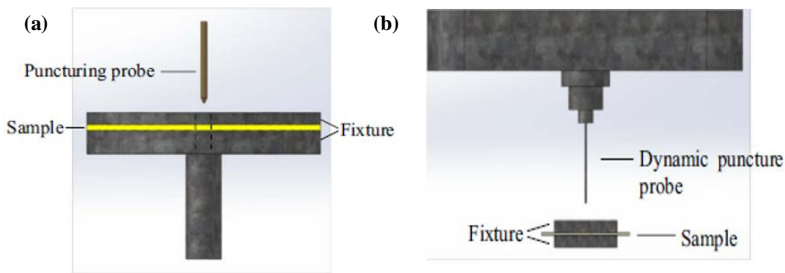 (a)
Puncturing probe
Sample
Fixture
(b)
Dynamic puncture
probe
Fixture
Sample